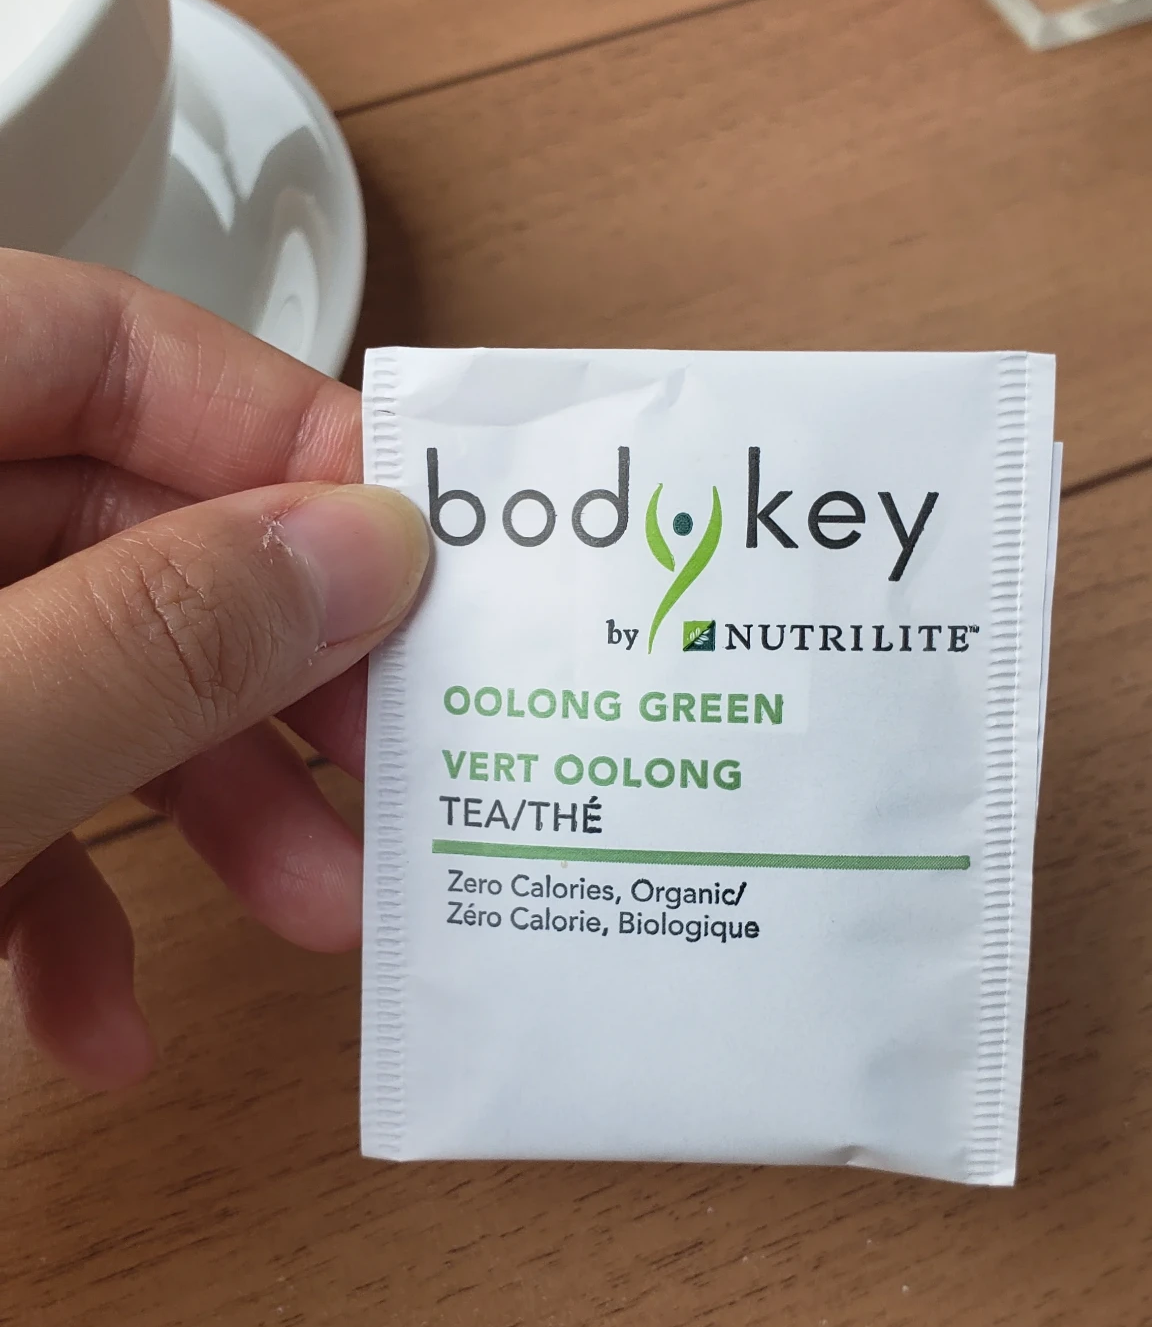 bodykey
by NUTRILITE™
OOLONG GREEN
VERT OOLONG
TEA/THÉ
Zero Calories, Organic/
Zéro Calorie, Biologique